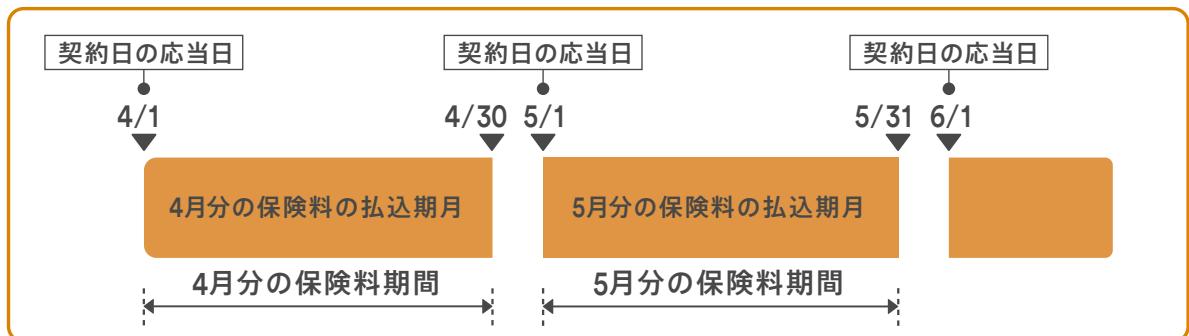 契約日の応当日 契約日の応当日 契約日の応当日
4/1 4/30 5/1 5/31 6/1
4月分の保険料の払込期月 5月分の保険料の払込期月
4月分の保険料期間 5月分の保険料期間